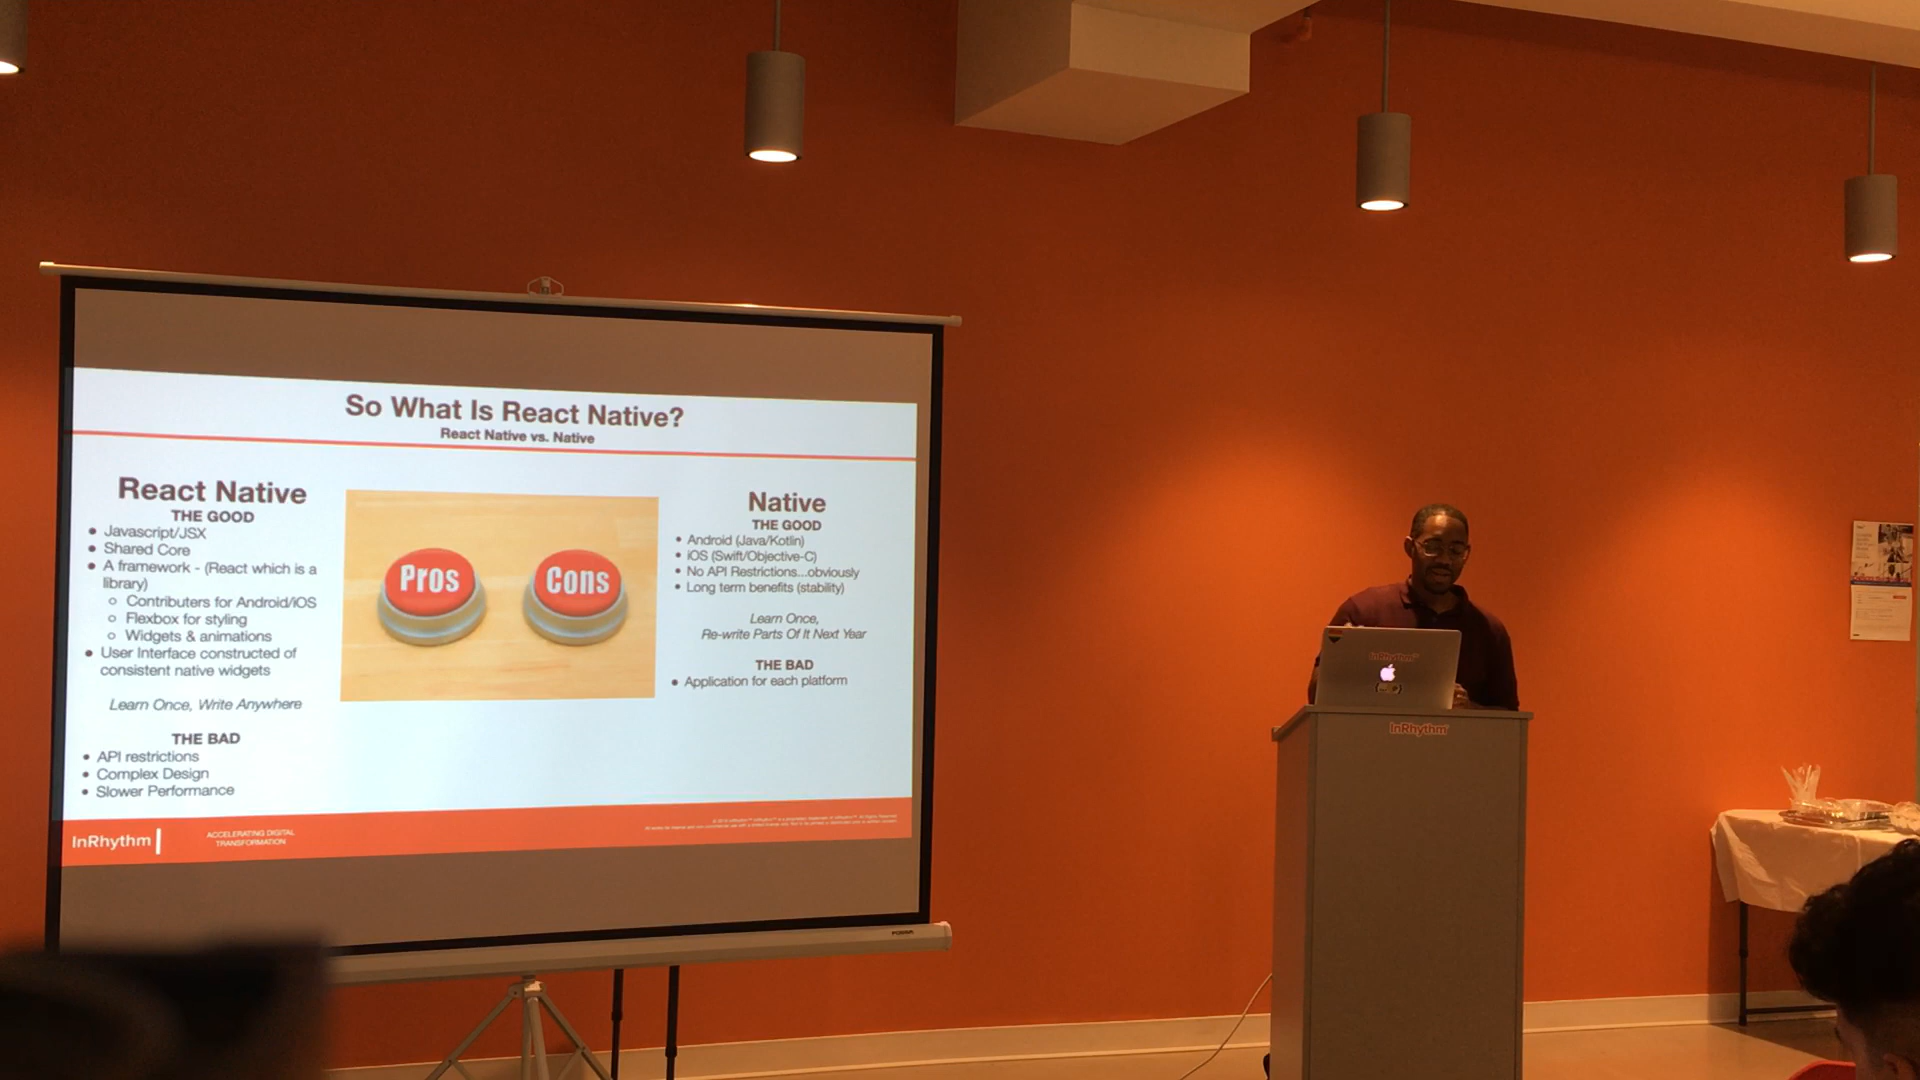 So What Is React Native?
React Native vs. Native
React Native
THE GOOD
● Javascript/JSX
● Shared Core
● A framework - (React which is a
library)
○ Contributers for Android/iOS
○ Flexbox for styling
○ Widgets & animations
● User Interface constructed of
consistent native widgets
Learn Once, Write Anywhere
THE BAD
● API restrictions
● Complex Design
● Slower Performance
Pros
Cons
Native
THE GOOD
● Android (Java/Kotlin)
● iOS (Swift/Objective-C)
● No API Restrictions...obviously
● Long term benefits (stability)
Learn Once,
Re-write Parts Of It Next Year
THE BAD
● Application for each platform
InRhythm
ACCELERATING DIGITAL
TRANSFORMATION
InRhythm
InRhythm